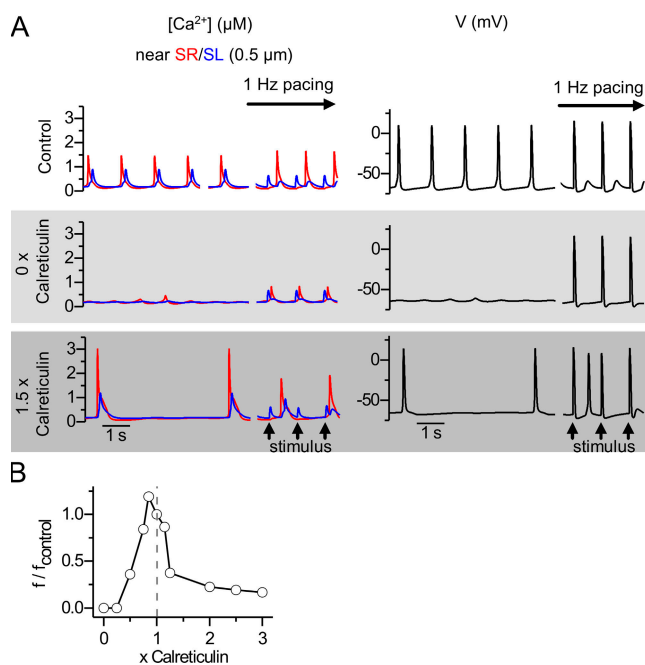 A
[Ca²⁺] (µM)
V (mV)
near SR/SL (0.5 µm)
1 Hz pacing
1 Hz pacing
Control
3
2
1
0
0
-50
0 x
Calreticulin
3
2
1
0
0
-50
1.5 x
Calreticulin
3
2
1
0
0
-50
1 s
stimulus
1 s
stimulus
B
f / fcontrol
1.0
0.5
0.0
0
1
2
3
x Calreticulin